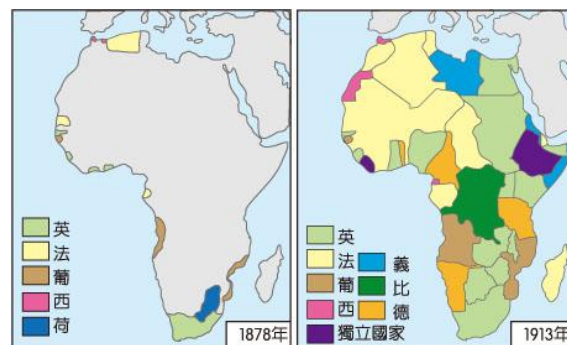 英
法
葡
西
荷
1878年
英
法
葡
西
義
比
德
獨立國家
1913年